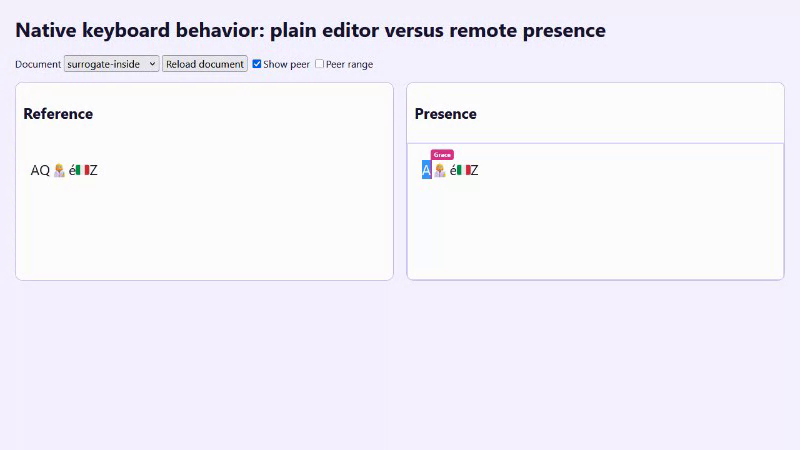 Native keyboard behavior: plain editor versus remote presence
Document surrogate-inside Reload document Show peer Peer range
Reference
AQ🧑🏼‍🚀é🇮🇹Z
Presence
Grace
A🧑🏼‍🚀é🇮🇹Z